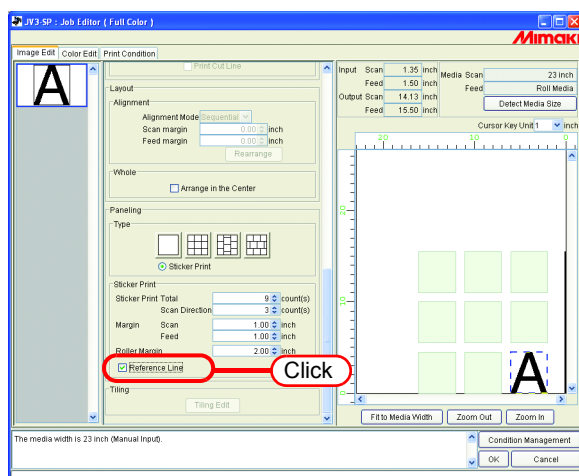 JV3-SP : Job Editor ( Full Color )
Mimaki
Image Edit Color Edit Print Condition
A
Print Cut Line
Layout
Alignment
Alignment Mode Sequential
Scan margin 0.00 inch
Feed margin 0.00 inch
Rearrange
Whole
Arrange in the Center
Paneling
Type
Sticker Print
Sticker Print
Sticker Print Total 9 count(s)
Scan Direction 3 count(s)
Margin Scan 1.00 inch
Feed 1.00 inch
Roller Margin 2.00 inch
Reference Line
Click
Tiling
Tiling Edit
Input Scan 1.35 inch
Feed 1.50 inch
Output Scan 14.13 inch
Feed 15.50 inch
Media Scan 23 inch
Feed Roll Media
Detect Media Size
Cursor Key Unit 1 inch
20 10 0
20
10
0
A
Fit to Media Width Zoom Out Zoom In
The media width is 23 inch (Manual Input).
Condition Management
OK Cancel